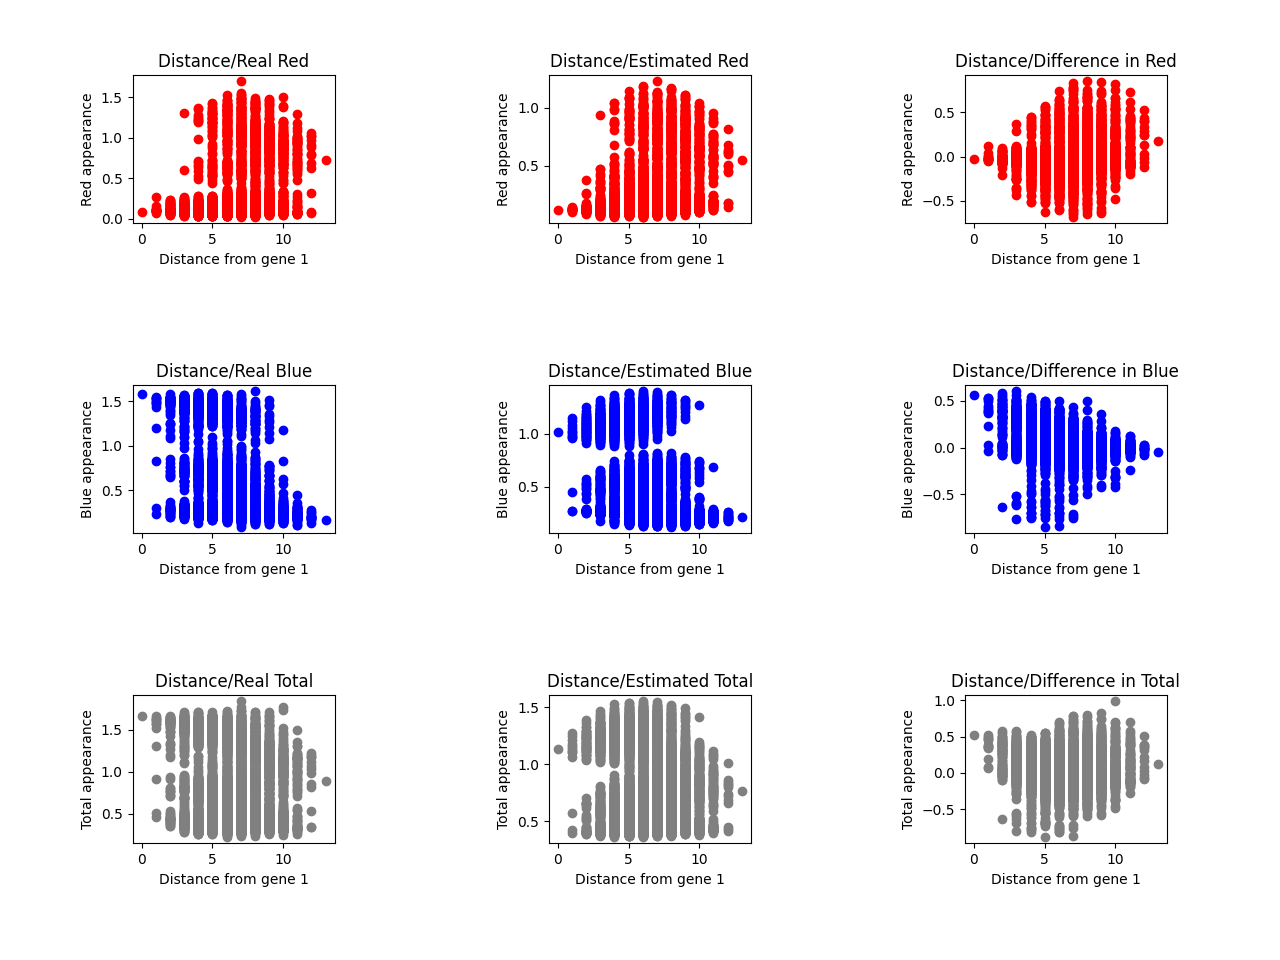 Distance/Real Red
Distance/Estimated Red
Distance/Difference in Red
Red appearance
1.5
1.0
0.5
0.0
0
5
10
Distance from gene 1
Red appearance
1.0
0.5
0
5
10
Distance from gene 1
Red appearance
0.5
0.0
−0.5
0
5
10
Distance from gene 1
Distance/Real Blue
Distance/Estimated Blue
Distance/Difference in Blue
Blue appearance
1.5
1.0
0.5
0
5
10
Distance from gene 1
Blue appearance
1.0
0.5
0
5
10
Distance from gene 1
Blue appearance
0.5
0.0
−0.5
0
5
10
Distance from gene 1
Distance/Real Total
Distance/Estimated Total
Distance/Difference in Total
Total appearance
1.5
1.0
0.5
0
5
10
Distance from gene 1
Total appearance
1.5
1.0
0.5
0
5
10
Distance from gene 1
Total appearance
1.0
0.5
0.0
−0.5
0
5
10
Distance from gene 1